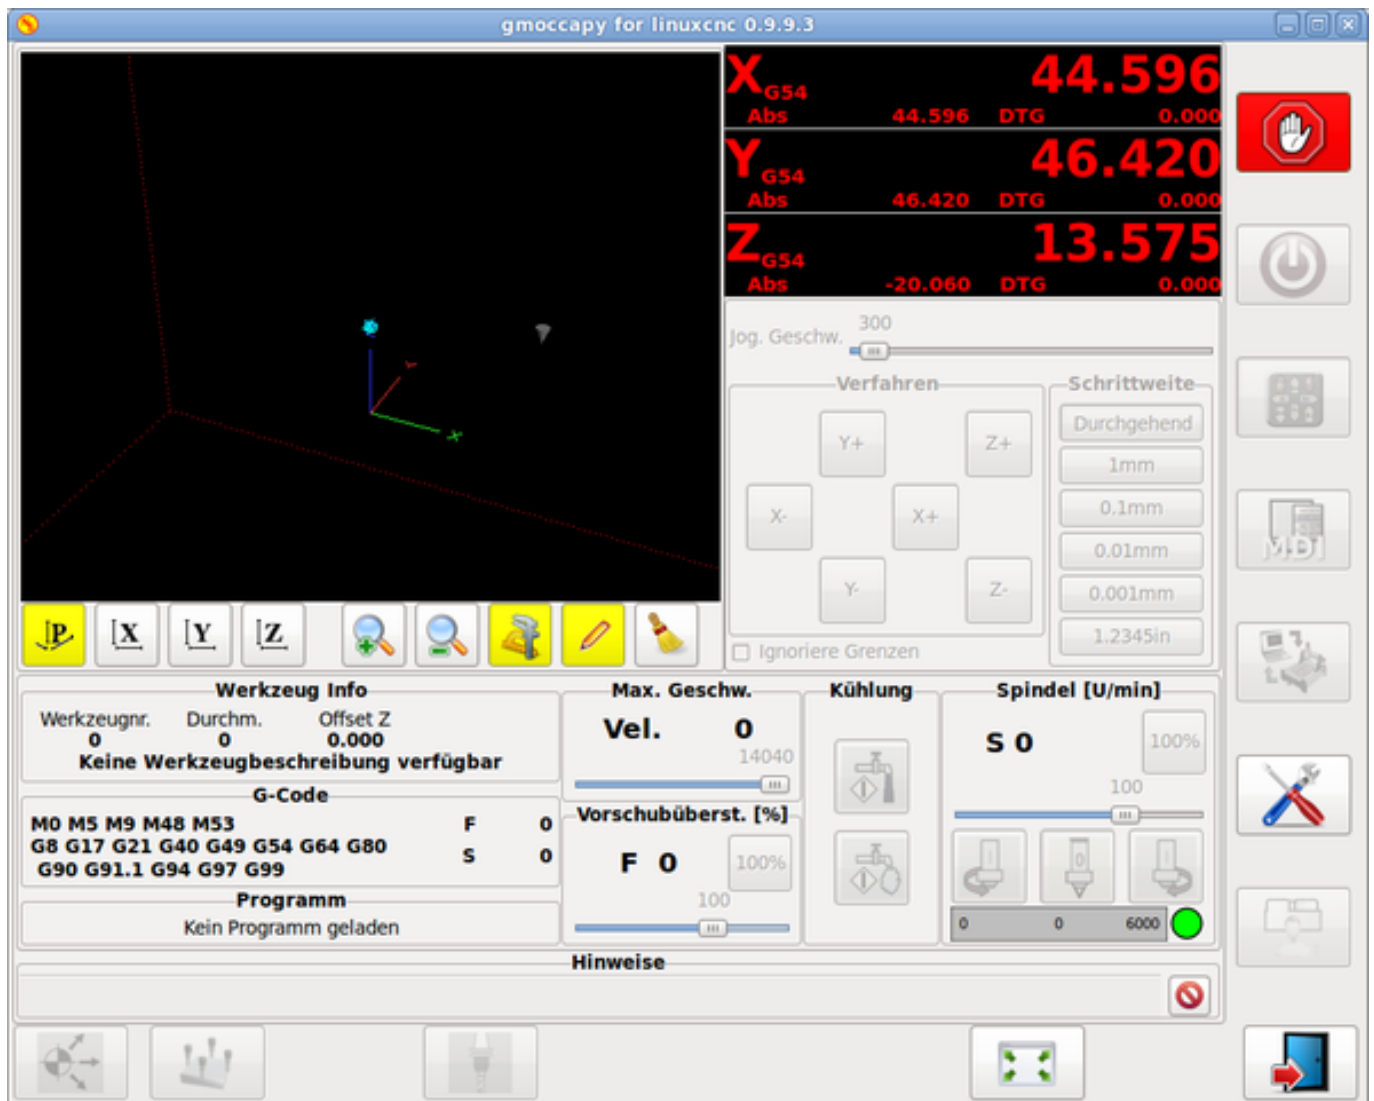 gmoccapy for linuxcnc 0.9.9.3
X G54 44.596
Abs 44.596 DTG 0.000
Y G54 46.420
Abs 46.420 DTG 0.000
Z G54 13.575
Abs -20.060 DTG 0.000
Jog. Geschw. 300
Verfahren
Y+ Z+
X- X+
Y- Z-
Ignoriere Grenzen
Schrittweite
Durchgehend
1mm
0.1mm
0.01mm
0.001mm
1.2345in
MDI
Y
X
P X Y Z
Werkzeug Info
Werkzeugnr. Durchm. Offset Z
0 0 0.000
Keine Werkzeugbeschreibung verfügbar
G-Code
M0 M5 M9 M48 M53
G8 G17 G21 G40 G49 G54 G64 G80
G90 G91.1 G94 G97 G99
F 0
S 0
Programm
Kein Programm geladen
Max. Geschw.
Vel. 0
14040
Vorschubüberst. [%]
F 0 100%
100
Kühlung
Spindel [U/min]
S 0 100%
100
0
0 0 6000
Hinweise